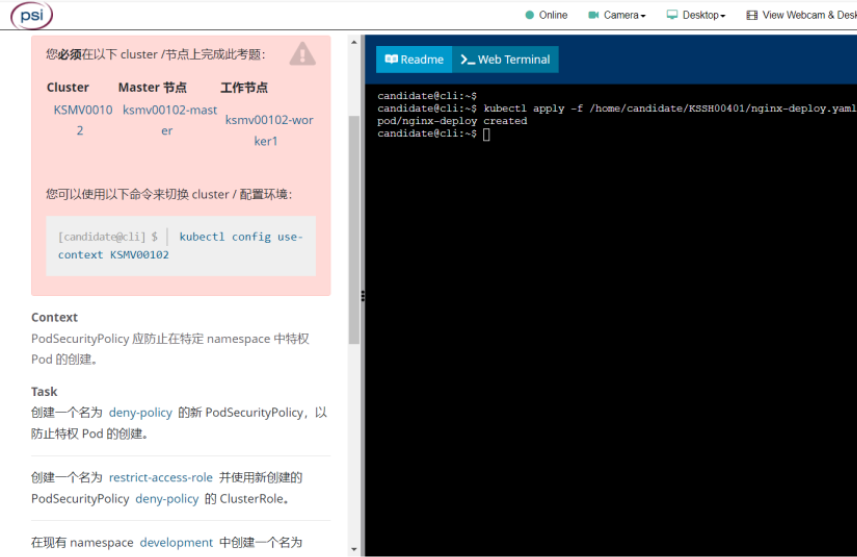 psi
Online Camera Desktop View Webcam & Desk
您必须在以下 cluster /节点上完成此考题:
Cluster Master 节点 工作节点
KSMV0010 ksmv00102-mast ksmv00102-wor
2 er ker1
您可以使用以下命令来切换 cluster / 配置环境:
[candidate@cli] $ | kubectl config use-
context KSMV00102
Context
PodSecurityPolicy 应防止在特定 namespace 中特权
Pod 的创建。
Task
创建一个名为 deny-policy 的新 PodSecurityPolicy，以
防止特权 Pod 的创建。
创建一个名为 restrict-access-role 并使用新创建的
PodSecurityPolicy deny-policy 的 ClusterRole。
在现有 namespace development 中创建一个名为
Readme >_ Web Terminal
candidate@cli:~$
candidate@cli:~$ kubectl apply -f /home/candidate/KSSH00401/nginx-deploy.yaml
pod/nginx-deploy created
candidate@cli:~$